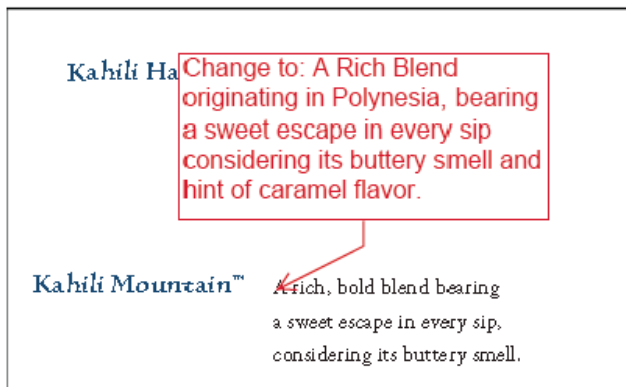 Kahili Ha
Change to: A Rich Blend
originating in Polynesia, bearing
a sweet escape in every sip
considering its buttery smell and
hint of caramel flavor.
Kahili Mountain™
A rich, bold blend bearing
a sweet escape in every sip,
considering its buttery smell.